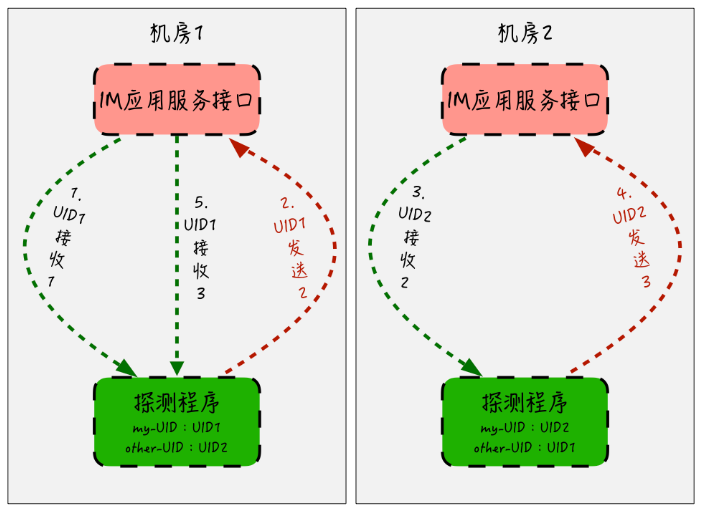 机房1
IM应用服务接口
1.
UID1
接
收
1
5.
UID1
接
收
3
2.
UID1
发
送
2
探测程序
my-UID：UID1
other-UID：UID2
机房2
IM应用服务接口
3.
UID2
接
收
2
4.
UID2
发
送
3
探测程序
my-UID：UID2
other-UID：UID1